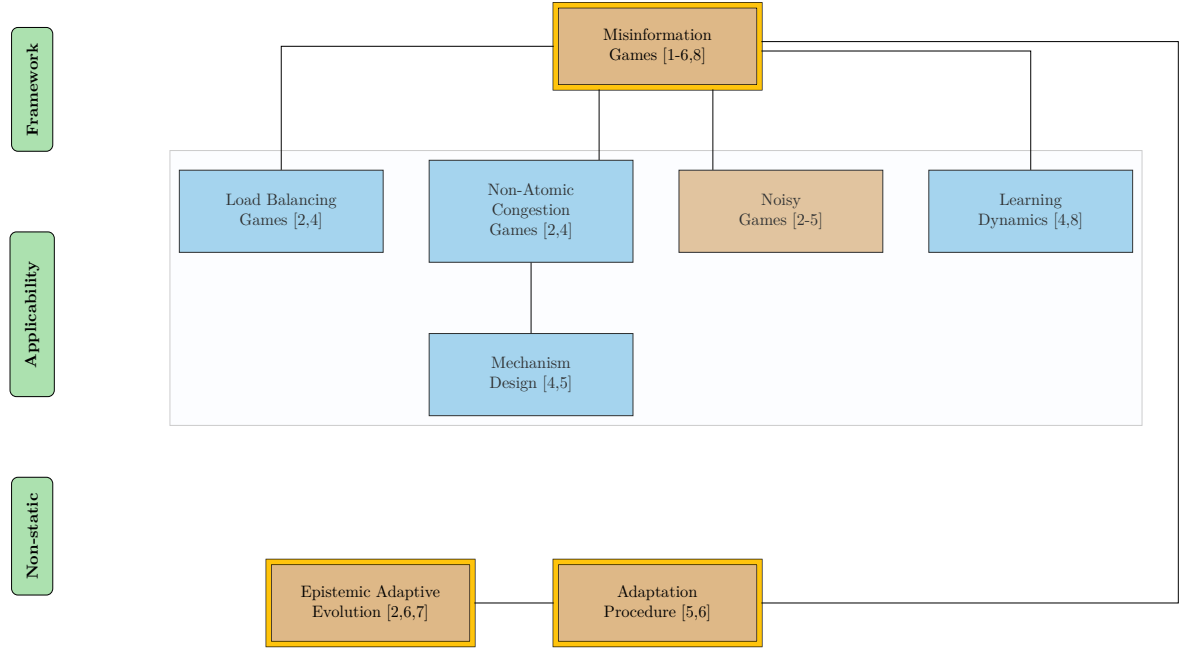 Framework
Misinformation
Games [1-6,8]
Applicability
Load Balancing
Games [2,4]
Non-Atomic
Congestion
Games [2,4]
Noisy
Games [2-5]
Learning
Dynamics [4,8]
Mechanism
Design [4,5]
Non-static
Epistemic Adaptive
Evolution [2,6,7]
Adaptation
Procedure [5,6]